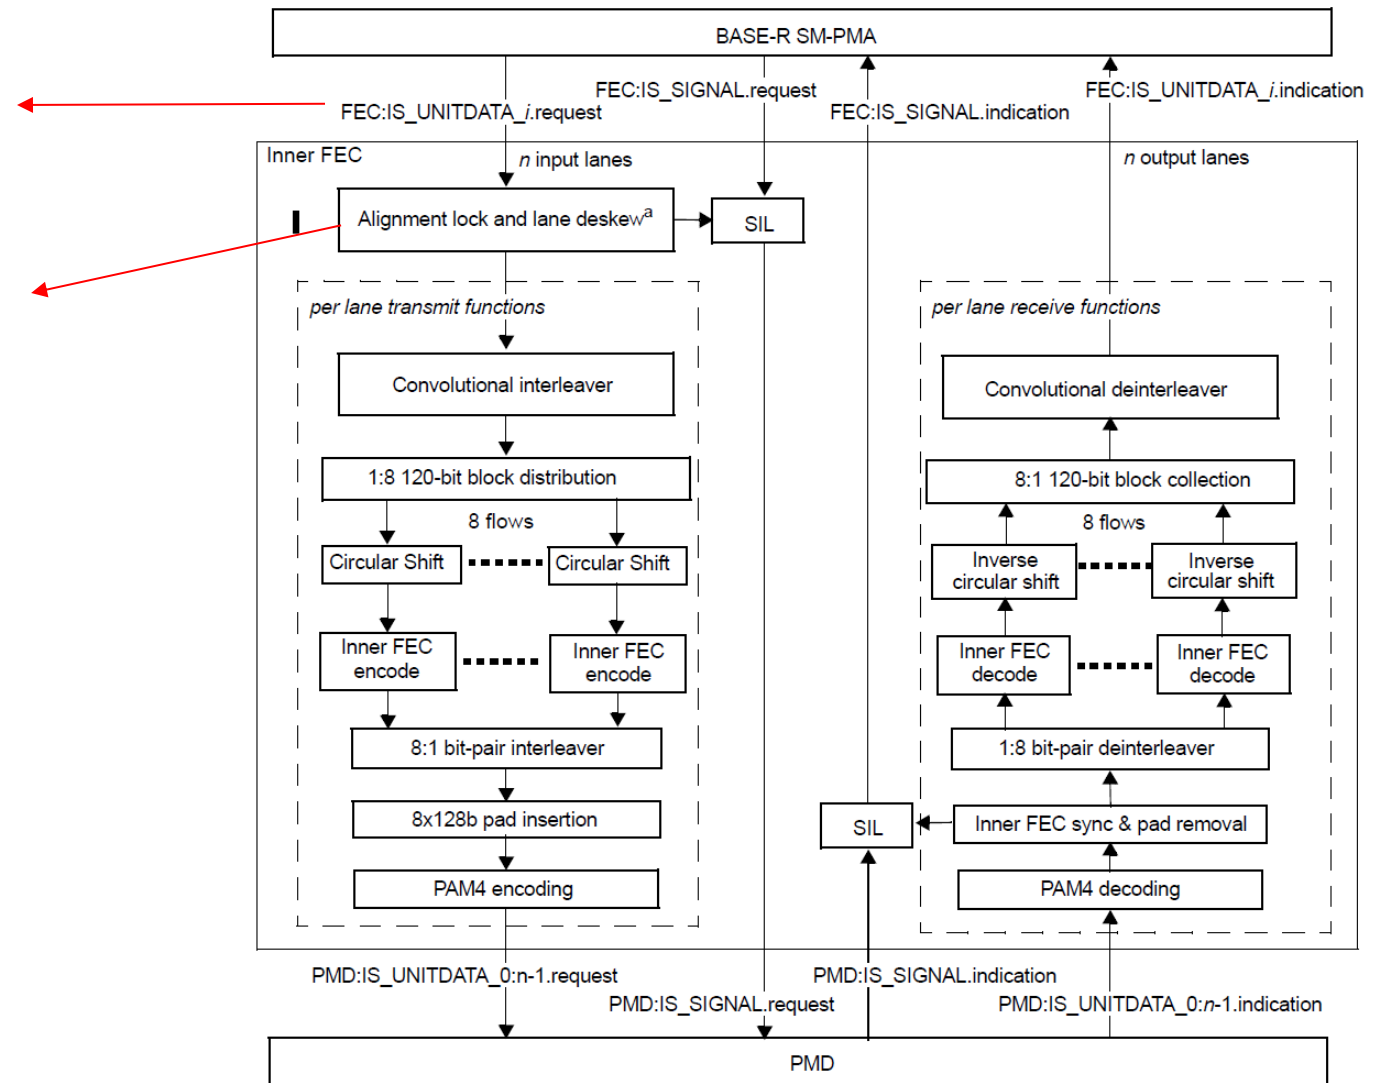 BASE-R SM-PMA
FEC:IS_SIGNAL.request
FEC:IS_UNITDATA_i.indication
FEC:IS_UNITDATA_i.request
FEC:IS_SIGNAL.indication
Inner FEC
n input lanes
n output lanes
Alignment lock and lane deskewa
SIL
per lane transmit functions
per lane receive functions
Convolutional interleaver
Convolutional deinterleaver
1:8 120-bit block distribution
8:1 120-bit block collection
8 flows
8 flows
Circular Shift
Circular Shift
Inverse
circular shift
Inverse
circular shift
Inner FEC
encode
Inner FEC
encode
Inner FEC
decode
Inner FEC
decode
8:1 bit-pair interleaver
1:8 bit-pair deinterleaver
8x128b pad insertion
SIL
Inner FEC sync & pad removal
PAM4 encoding
PAM4 decoding
PMD:IS_UNITDATA_0:n-1.request
PMD:IS_SIGNAL.indication
PMD:IS_SIGNAL.request
PMD:IS_UNITDATA_0:n-1.indication
PMD